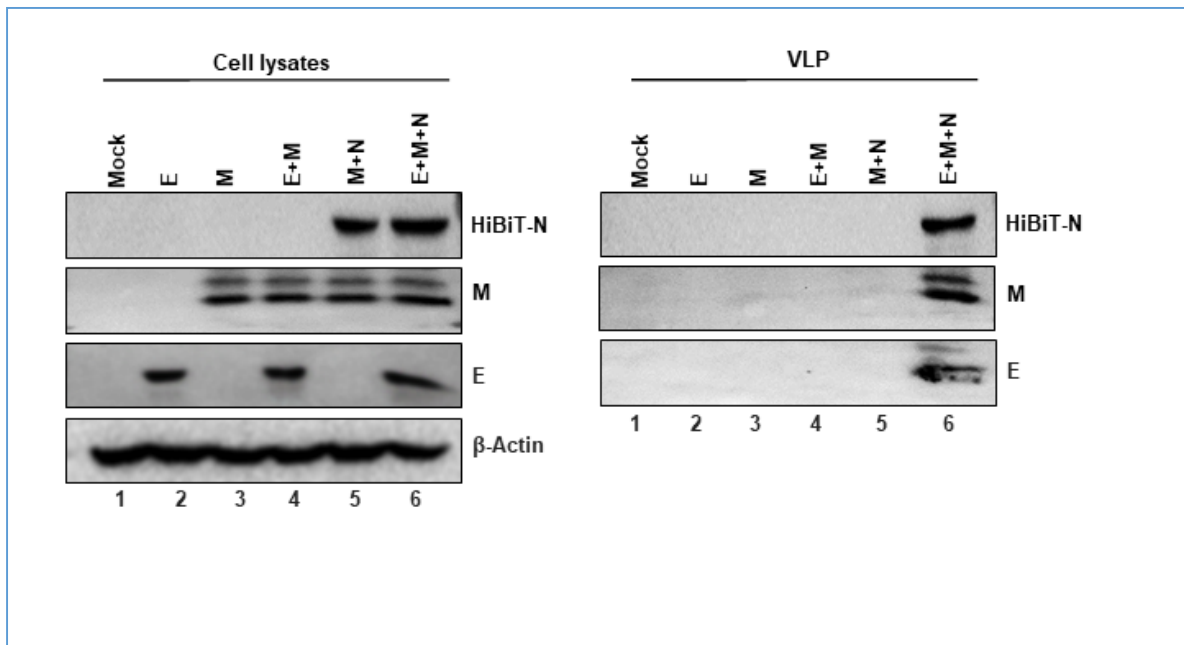 Cell lysates
Mock E M E+M M+N E+M+N
HiBiT-N
M
E
β-Actin
1 2 3 4 5 6
VLP
Mock E M E+M M+N E+M+N
HiBiT-N
M
E
1 2 3 4 5 6